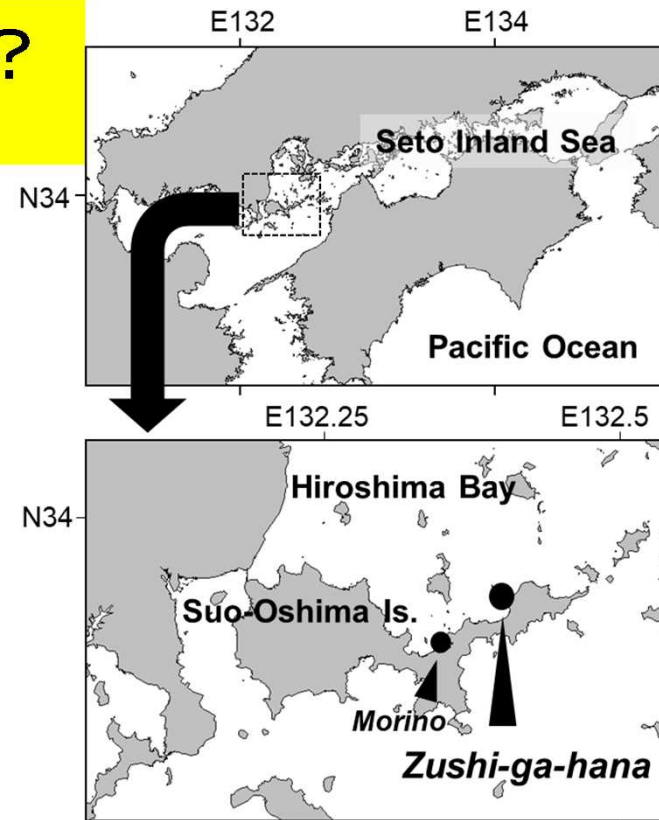 ?
E132 E134
Seto Inland Sea
N34
Pacific Ocean
E132.25 E132.5
Hiroshima Bay
N34
Suo-Oshima Is.
Morino
Zushi-ga-hana